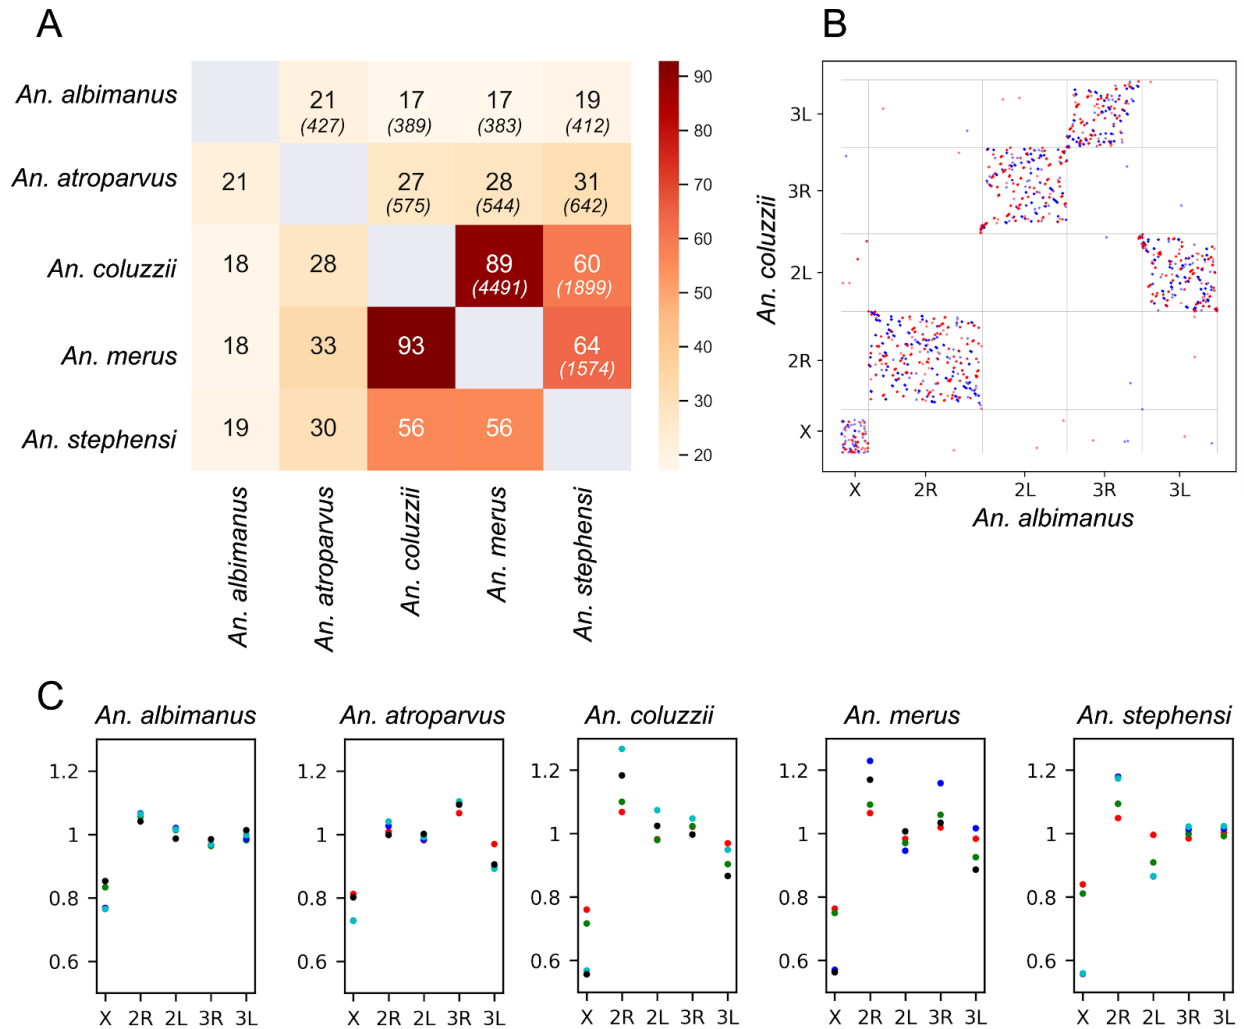 A
An. albimanus
21 17 17 19
(427) (389) (383) (412)
An. atroparvus
21 27 28 31
(575) (544) (642)
An. coluzzii
18 28 89 60
(4491) (1899)
An. merus
18 33 93 64
(1574)
An. stephensi
19 30 56 56
An. albimanus
An. atroparvus
An. coluzzii
An. merus
An. stephensi
90
80
70
60
50
40
30
20
B
An. coluzzii
3L
3R
2L
2R
X
X 2R 2L 3R 3L
An. albimanus
C
An. albimanus
1.2
1
0.8
0.6
X 2R 2L 3R 3L
An. atroparvus
1.2
1
0.8
0.6
X 2R 2L 3R 3L
An. coluzzii
1.2
1
0.8
0.6
X 2R 2L 3R 3L
An. merus
1.2
1
0.8
0.6
X 2R 2L 3R 3L
An. stephensi
1.2
1
0.8
0.6
X 2R 2L 3R 3L